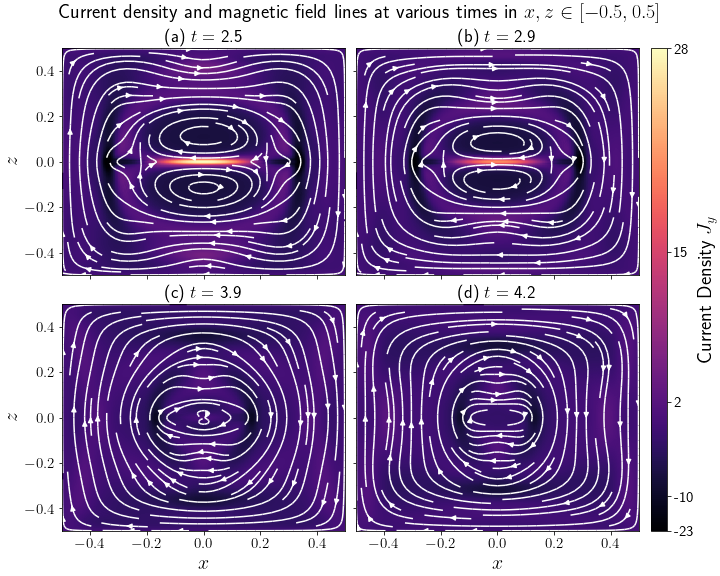 Current density and magnetic field lines at various times in x, z ∈ [−0.5, 0.5]
(a) t = 2.5
(b) t = 2.9
0.4
0.2
0.0
−0.2
−0.4
z
(c) t = 3.9
(d) t = 4.2
0.4
0.2
0.0
−0.2
−0.4
z
−0.4
−0.2
0.0
0.2
0.4
x
−0.4
−0.2
0.0
0.2
0.4
x
28
15
2
-10
-23
Current Density J_y